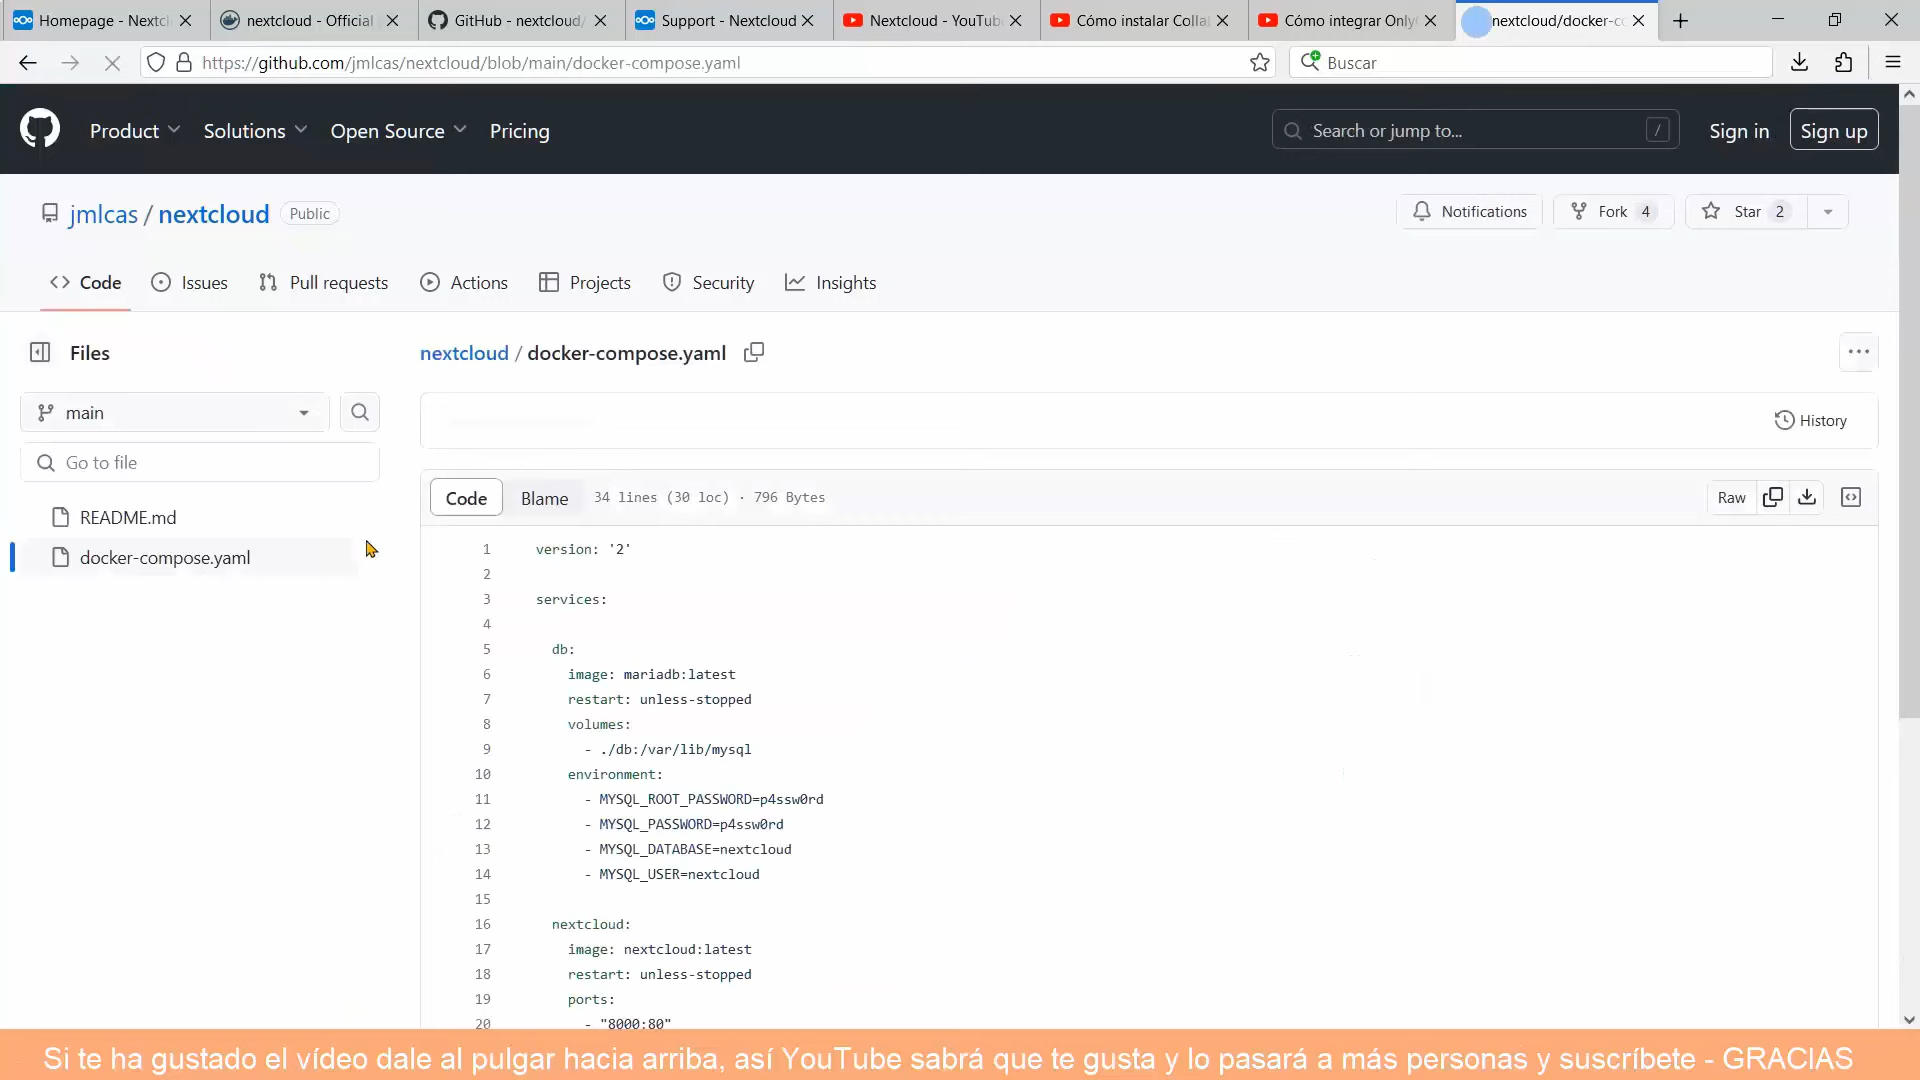 Homepage - Nextcl
nextcloud - Official
GitHub - nextcloud/
Support - Nextcloud
Nextcloud - YouTube
Cómo instalar Colla
Cómo integrar Only
nextcloud/docker-co
https://github.com/jmlcas/nextcloud/blob/main/docker-compose.yaml
Buscar
Product
Solutions
Open Source
Pricing
Search or jump to...
/
Sign in
Sign up
jmlcas / nextcloud
Public
Notifications
Fork 4
Star 2
Code
Issues
Pull requests
Actions
Projects
Security
Insights
Files
nextcloud / docker-compose.yaml
main
History
Go to file
Code
Blame
34 lines (30 loc) · 796 Bytes
Raw
README.md
docker-compose.yaml
1 version: '2'
2
3 services:
4
5 db:
6 image: mariadb:latest
7 restart: unless-stopped
8 volumes:
9 - ./db:/var/lib/mysql
10 environment:
11 - MYSQL_ROOT_PASSWORD=p4ssw0rd
12 - MYSQL_PASSWORD=p4ssw0rd
13 - MYSQL_DATABASE=nextcloud
14 - MYSQL_USER=nextcloud
15
16 nextcloud:
17 image: nextcloud:latest
18 restart: unless-stopped
19 ports:
20 - "8000:80"
Si te ha gustado el vídeo dale al pulgar hacia arriba, así YouTube sabrá que te gusta y lo pasará a más personas y suscríbete - GRACIAS